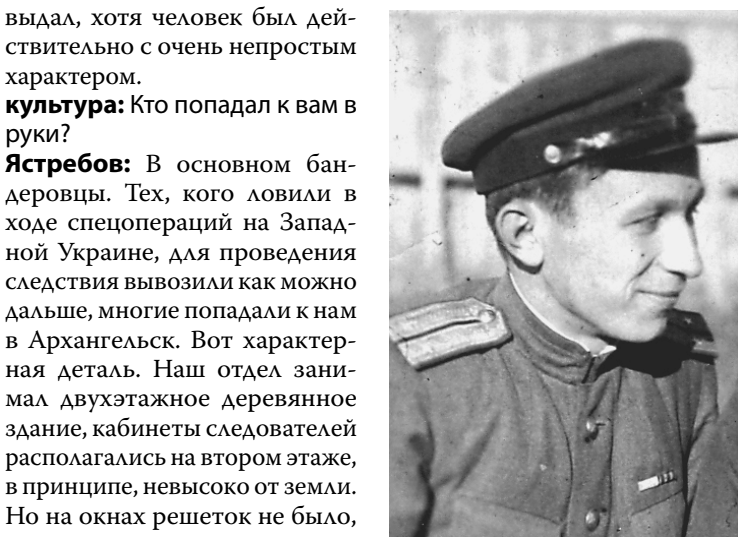 выдал, хотя человек был дей-
ствительно с очень непростым
характером.
культура: Кто попадал к вам в
руки?
Ястребов: В основном бан-
деровцы. Тех, кого ловили в
ходе спецопераций на Запад-
ной Украине, для проведения
следствия вывозили как можно
дальше, многие попадали к нам
в Архангельск. Вот характер-
ная деталь. Наш отдел зани-
мал двухэтажное деревянное
здание, кабинеты следователей
располагались на втором этаже,
в принципе, невысоко от земли.
Но на окнах решеток не было,